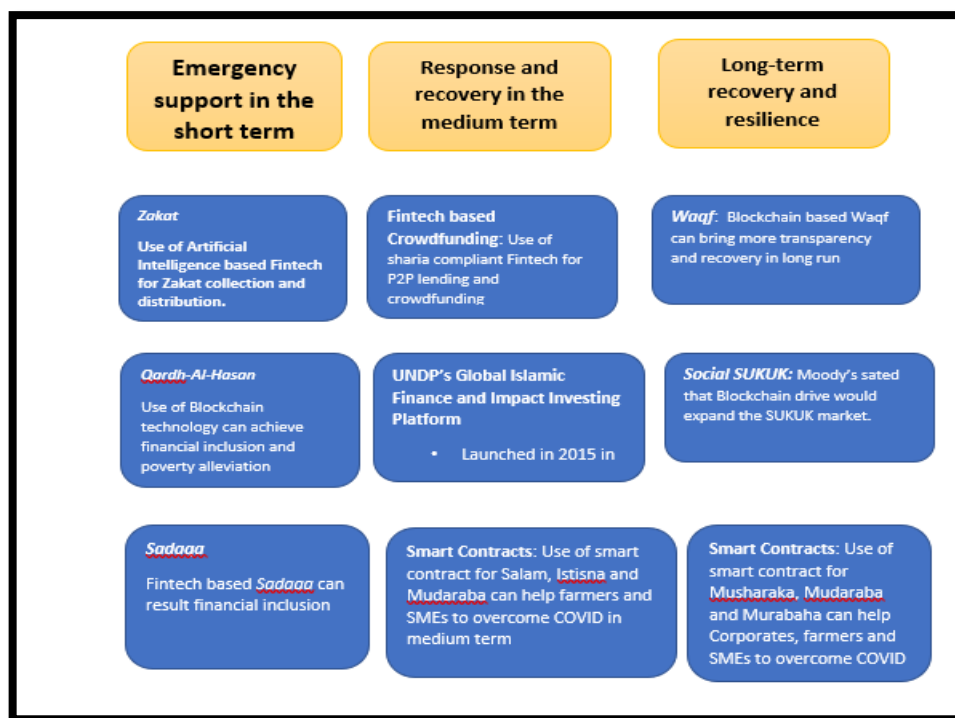 Emergency
support in the
short term
Response and
recovery in the
medium term
Long-term
recovery and
resilience
Zakat
Use of Artificial
Intelligence based Fintech
for Zakat collection and
distribution.
Fintech based
Crowdfunding: Use of
sharia compliant Fintech for
P2P lending and
crowdfunding
Waqf: Blockchain based Waqf
can bring more transparency
and recovery in long run
Qardh-Al-Hasan
Use of Blockchain
technology can achieve
financial inclusion and
poverty alleviation
UNDP's Global Islamic
Finance and Impact Investing
Platform
• Launched in 2015 in
Social SUKUK: Moody's sated
that Blockchain drive would
expand the SUKUK market.
Sadaqa
Fintech based Sadaqa can
result financial inclusion
Smart Contracts: Use of smart
contract for Salam, Istisna and
Mudaraba can help farmers and
SMEs to overcome COVID in
medium term
Smart Contracts: Use of
smart contract for
Musharaka, Mudaraba
and Murabaha can help
Corporates, farmers and
SMEs to overcome COVID